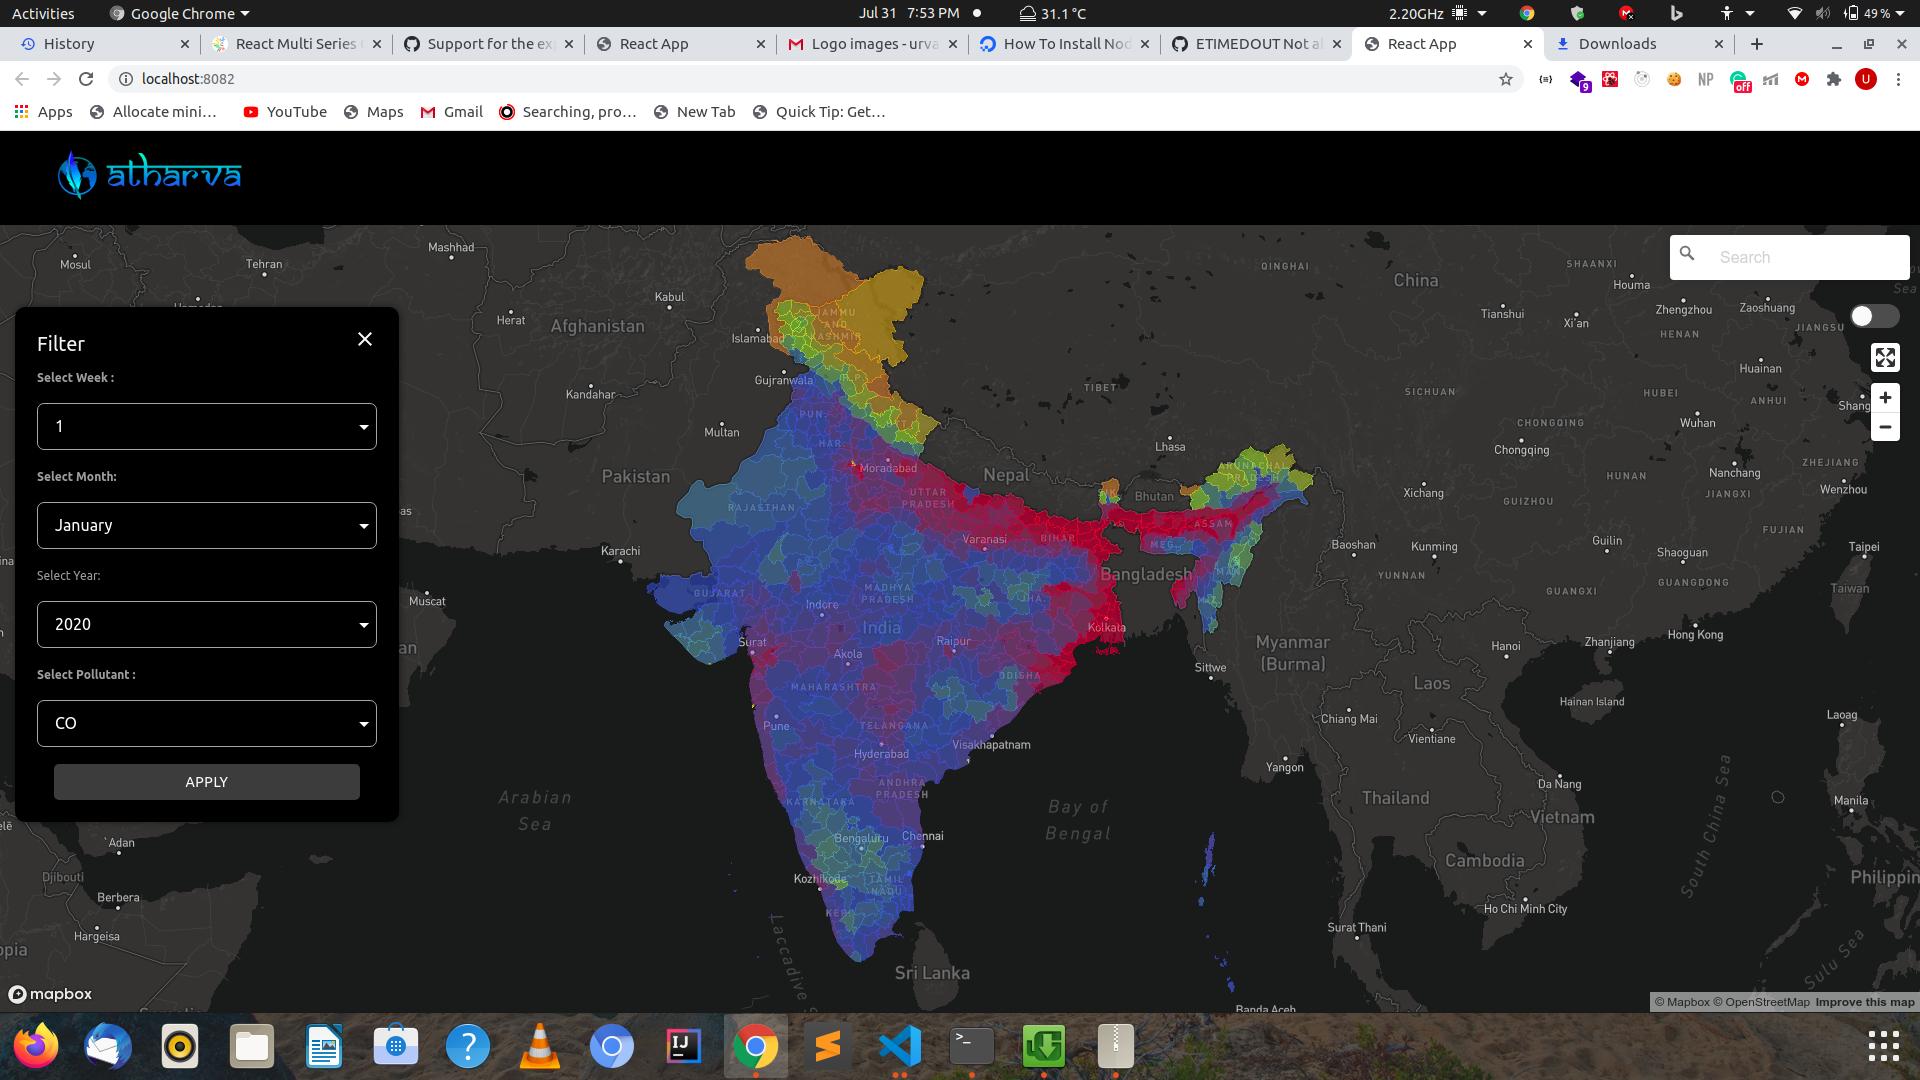 Activities
Google Chrome
Jul 31 7:53 PM
31.1 °C
2.20GHz
49 %
History
React Multi Series
Support for the ex
React App
Logo images - urva
How To Install Nod
ETIMEDOUT Not a
React App
Downloads
localhost:8082
9
NP
off
U
Apps
Allocate mini...
YouTube
Maps
Gmail
Searching, pro...
New Tab
Quick Tip: Get...
atharva
Search
Filter
Select Week :
1
Select Month:
January
Select Year:
2020
Select Pollutant :
CO
APPLY
Mosul
Tehran
Mashhad
Herat
Kabul
Afghanistan
Kandahar
Islamabad
Gujranwala
Multan
Pakistan
Karachi
Muscat
JAMMU
AND
KASHMIR
PUN.
HAR.
Moradabad
UTTAR
PRADESH
RAJASTHAN
Varanasi
BIHAR
Nepal
Bhutan
Lhasa
TIBET
QINGHAI
China
ARUNACHAL
PRADESH
ASSAM
MEG.
Bangladesh
GUJARAT
MADHYA
PRADESH
Indore
India
Surat
Akola
Raipur
Kolkata
ODISHA
MAHARASHTRA
Pune
TELANGANA
Hyderabad
Visakhapatnam
ANDHRA
PRADESH
KARNATAKA
Bengaluru
Chennai
Kozhikode
TAMIL
NADU
Sri Lanka
Arabian
Sea
Bay of
Bengal
Laccadive
Adan
Djibouti
Berbera
Hargeisa
SHAANXI
Houma
Zhengzhou
Zaoshuang
Tianshui
Xi'an
HENAN
JIANGSU
Huainan
SICHUAN
HUBEI
ANHUI
Shang
CHONGQING
Chongqing
Wuhan
ZHEJIANG
HUNAN
Nanchang
JIANGXI
Wenzhou
Xichang
GUIZHOU
FUJIAN
Baoshan
Kunming
Guilin
Shaoguan
Taipei
YUNNAN
GUANGXI
GUANGDONG
Taiwan
Myanmar
(Burma)
Sittwe
Hanoi
Zhanjiang
Hong Kong
Laos
Hainan Island
Chiang Mai
Vientiane
Laoag
Yangon
Thailand
Da Nang
Vietnam
Manila
South China Sea
Cambodia
Philippin
Ho Chi Minh City
Surat Thani
Sulu Sea
Banda Aceh
mapbox
© Mapbox © OpenStreetMap Improve this map